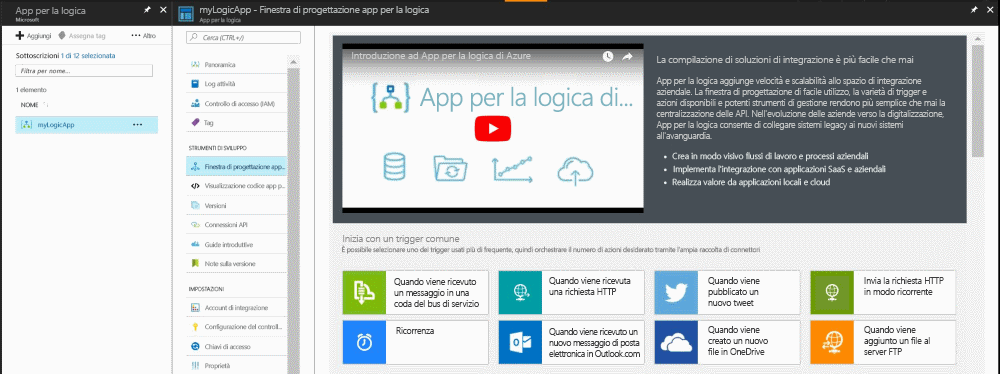 App per la logica
Microsoft
myLogicApp - Finestra di progettazione app per la logica
App per la logica
Aggiungi
Assegna tag
Altro
Sottoscrizioni 1 di 12 selezionata
Filtra per nome...
1 elemento
NOME
myLogicApp
Cerca (CTRL+/)
Panoramica
Log attività
Controllo di accesso (IAM)
Tag
STRUMENTI DI SVILUPPO
Finestra di progettazione app...
Visualizzazione codice app p...
Versioni
Connessioni API
Guide introduttive
Note sulla versione
IMPOSTAZIONI
Account di integrazione
Configurazione del controll...
Chiavi di accesso
Proprietà
Introduzione ad App per la logica di Azure
App per la logica di...
La compilazione di soluzioni di integrazione è più facile che mai
App per la logica aggiunge velocità e scalabilità allo spazio di integrazione
aziendale. La finestra di progettazione di facile utilizzo, la varietà di trigger e
azioni disponibili e potenti strumenti di gestione rendono più semplice che mai la
centralizzazione delle API. Nell'evoluzione delle aziende verso la digitalizzazione,
App per la logica consente di collegare sistemi legacy ai nuovi sistemi
all'avanguardia.
• Crea in modo visivo flussi di lavoro e processi aziendali
• Implementa l'integrazione con applicazioni SaaS e aziendali
• Realizza valore da applicazioni locali e cloud
Inizia con un trigger comune
È possibile selezionare uno dei trigger usati più di frequente, quindi orchestrare il numero di azioni desiderato tramite l'ampia raccolta di connettori
Quando viene ricevuto
un messaggio in una
coda del bus di servizio
Quando viene ricevuta
una richiesta HTTP
Quando viene
pubblicato un
nuovo tweet
Invia la richiesta HTTP
in modo ricorrente
Ricorrenza
Quando viene ricevuto un
nuovo messaggio di posta
elettronica in Outlook.com
Quando viene
creato un nuovo
file in OneDrive
Quando viene
aggiunto un file al
server FTP